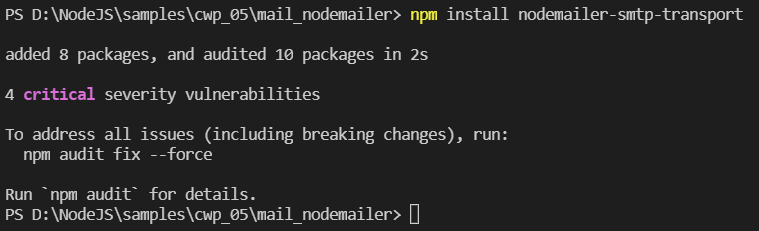 PS D:\NodeJS\samples\cwp_05\mail_nodemailer> npm install nodemailer-smtp-transport
added 8 packages, and audited 10 packages in 2s
4 critical severity vulnerabilities
To address all issues (including breaking changes), run:
  npm audit fix --force
Run `npm audit` for details.
PS D:\NodeJS\samples\cwp_05\mail_nodemailer>